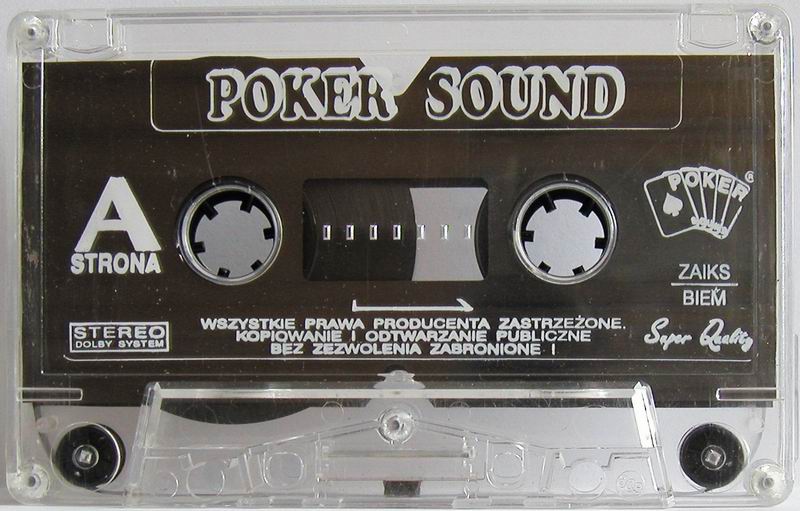 POKER SOUND
A
STRONA
POKER®
ZAIKS
BIEM
STEREO
DOLBY SYSTEM
WSZYSTKIE PRAWA PRODUCENTA ZASTRZEŻONE.
KOPIOWANIE I ODTWARZANIE PUBLICZNE
BEZ ZEZWOLENIA ZABRONIONE !
Super Quality